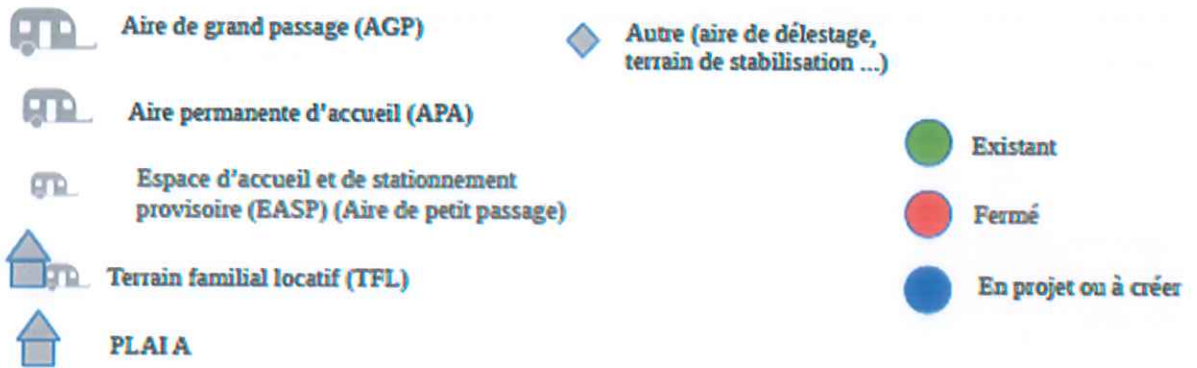 Aire de grand passage (AGP)
Aire permanente d'accueil (APA)
Espace d'accueil et de stationnement
provisoire (EASP) (Aire de petit passage)
Terrain familial locatif (TFL)
PLAI A
Autre (aire de délestage,
terrain de stabilisation ...)
Existant
Fermé
En projet ou à créer